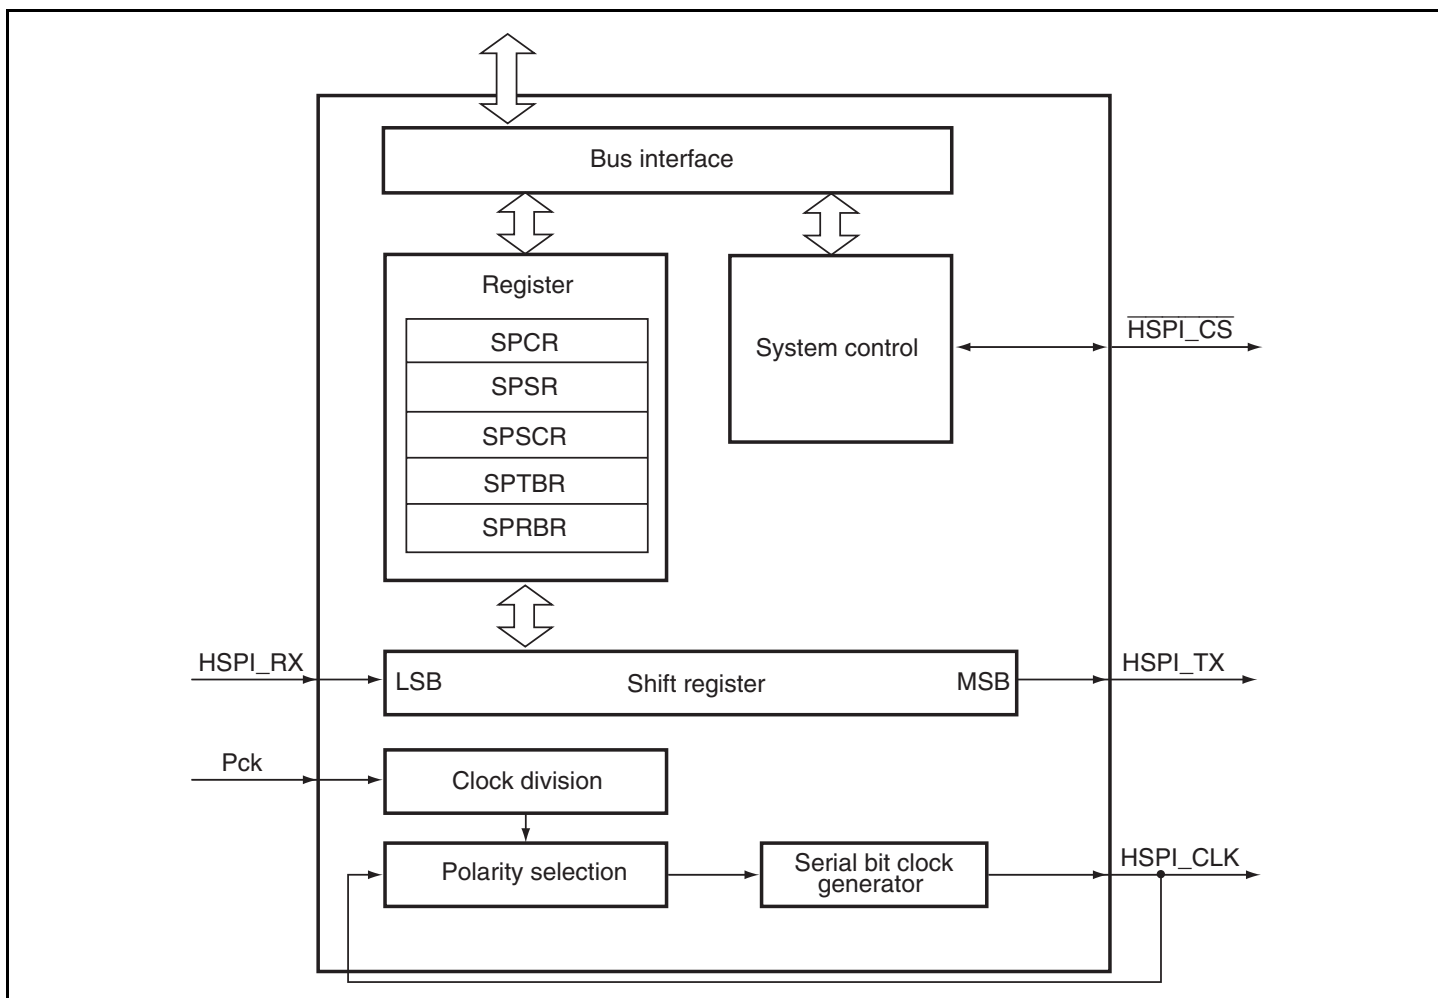 Bus interface
Register
SPCR
SPSR
SPSCR
SPTBR
SPRBR
System control
HSPI_CS
HSPI_RX
LSB
Shift register
MSB
HSPI_TX
Pck
Clock division
Polarity selection
Serial bit clock
generator
HSPI_CLK